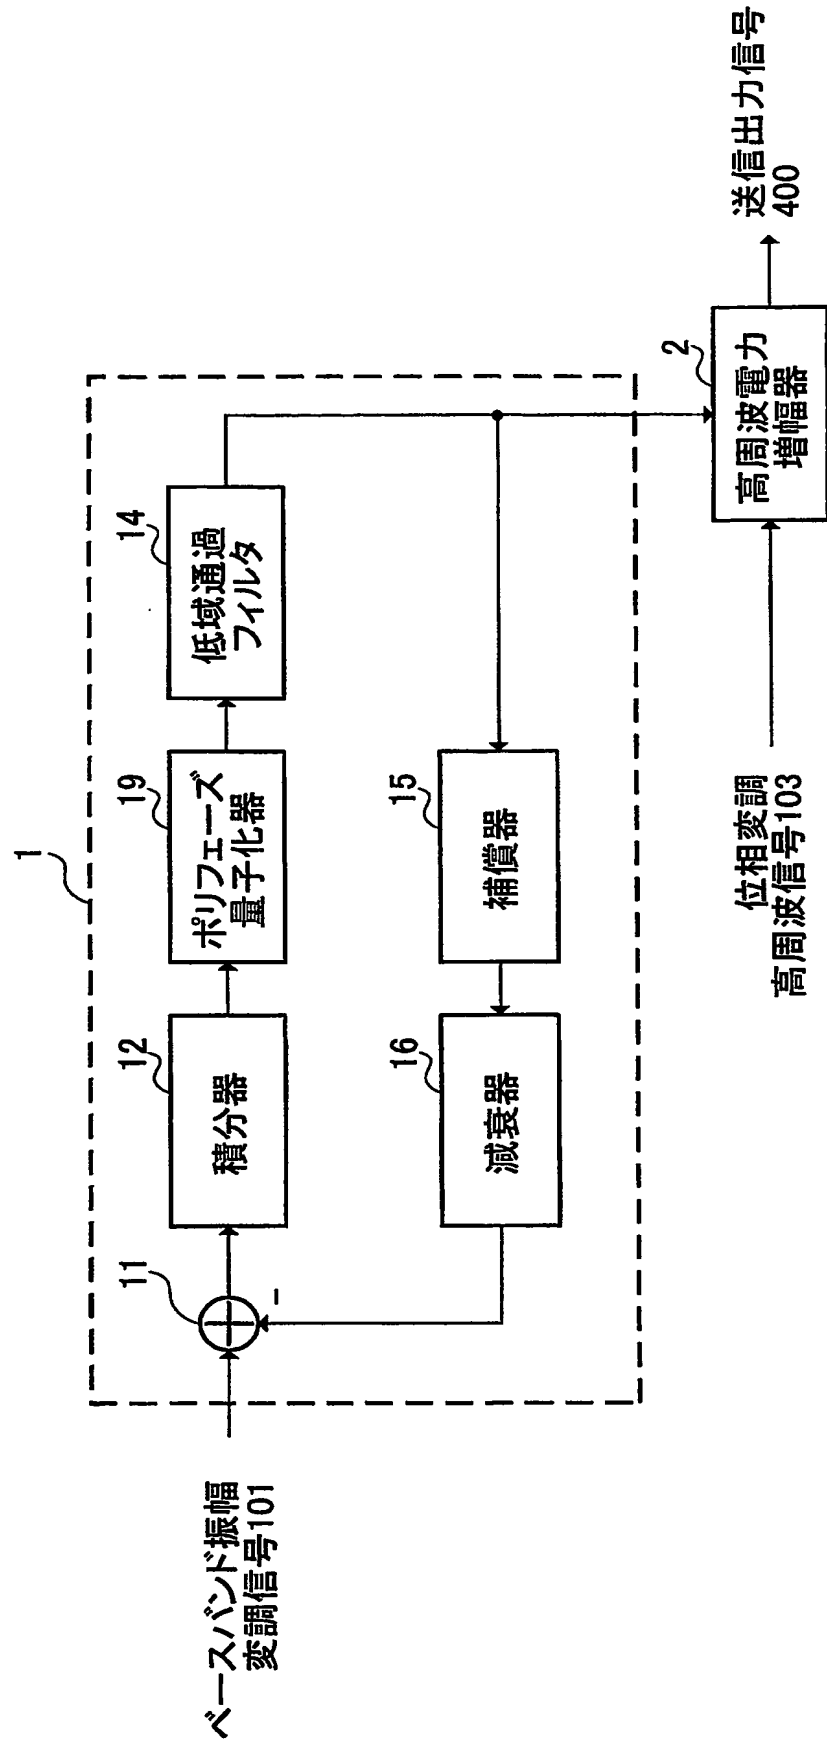 1
11
12
積分器
19
ポリフェーズ
量子化器
14
低域通過
フィルタ
ベースバンド振幅
変調信号101
-
16
減衰器
15
補償器
2
高周波電力
増幅器
送信出力信号
400
位相変調
高周波信号103